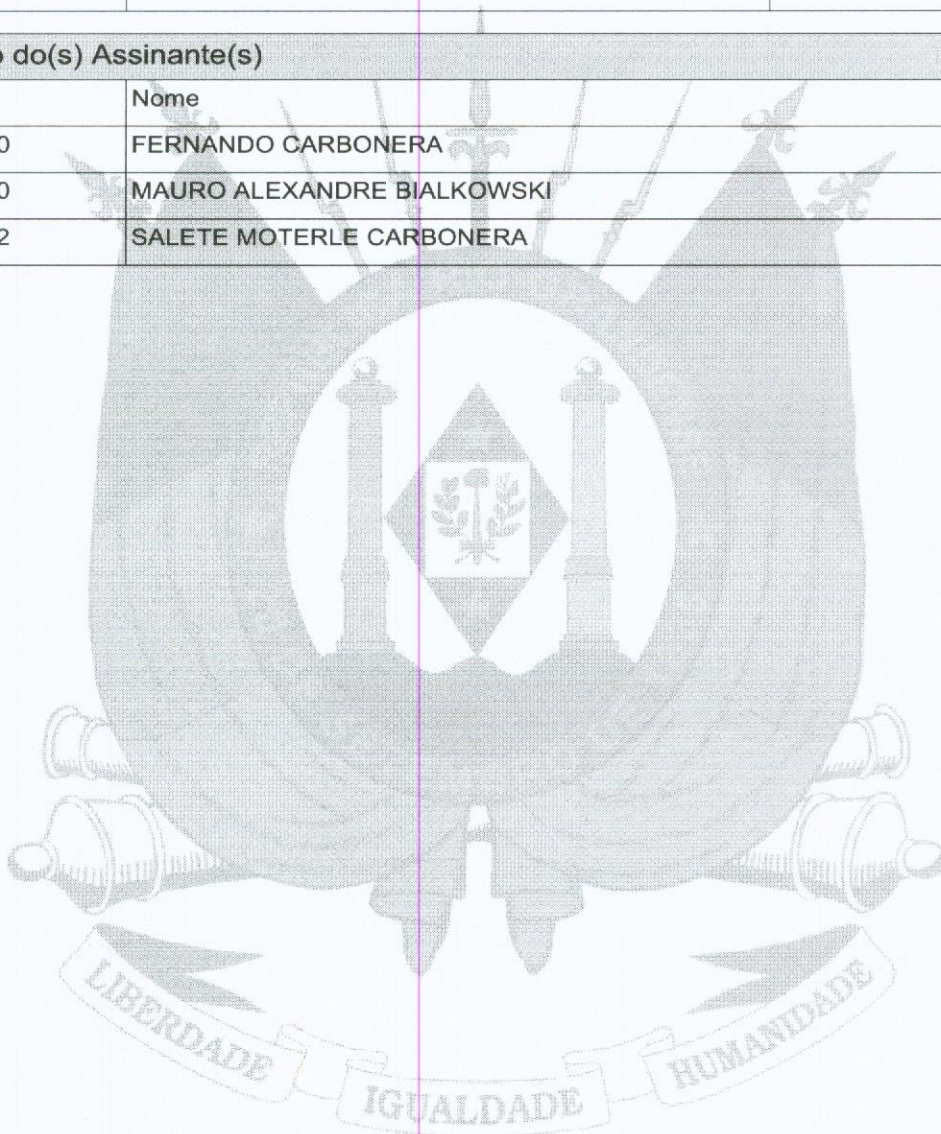 do(s) Assinante(s)
Nome
0 FERNANDO CARBONERA
0 MAURO ALEXANDRE BIALKOWSKI
2 SALETE MOTERLE CARBONERA
LIBERDADE
IGUALDADE
HUMANIDADE